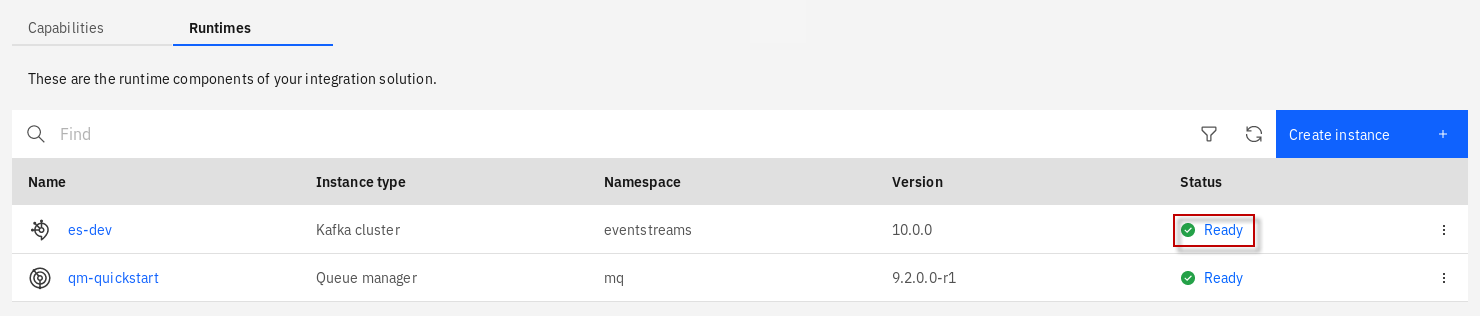 Capabilities Runtimes
These are the runtime components of your integration solution.
Find Create instance +
Name Instance type Namespace Version Status
es-dev Kafka cluster eventstreams 10.0.0 Ready
qm-quickstart Queue manager mq 9.2.0.0-r1 Ready